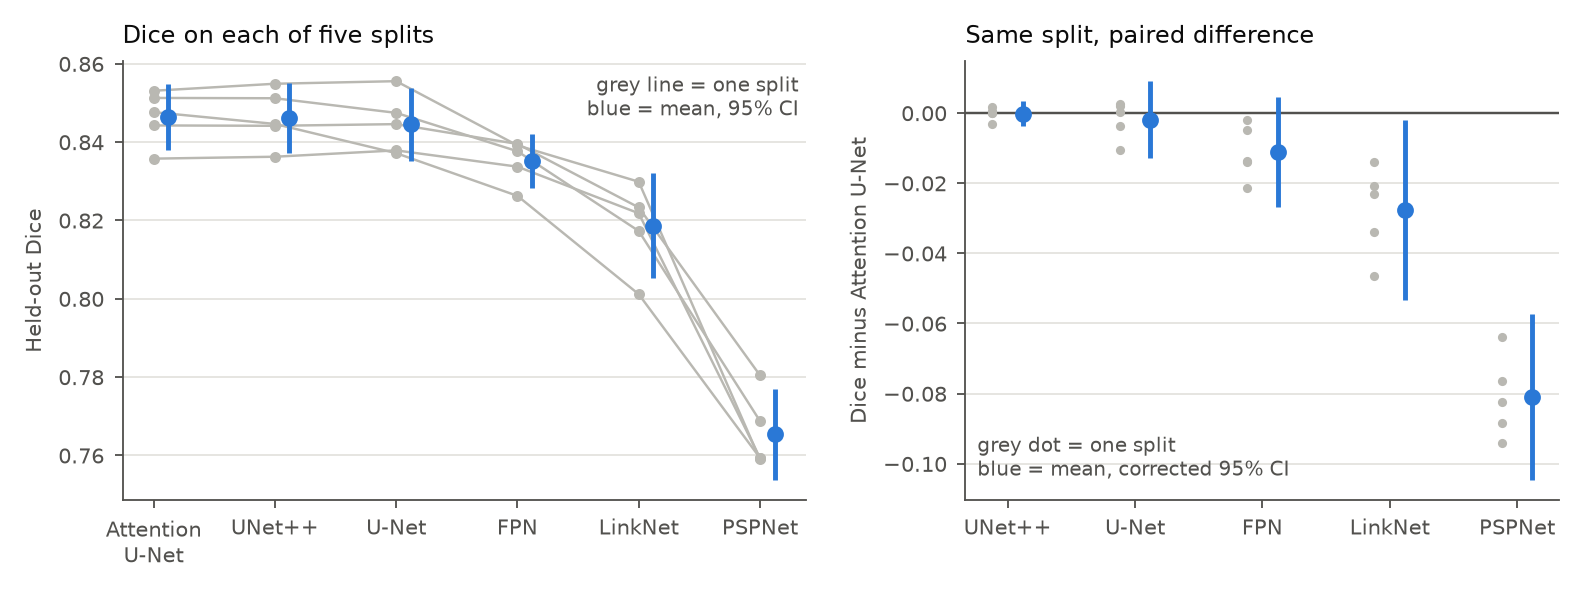 Dice on each of five splits
grey line = one split
blue = mean, 95% CI
Held-out Dice
0.86
0.84
0.82
0.80
0.78
0.76
Attention
U-Net
UNet++
U-Net
FPN
LinkNet
PSPNet
Same split, paired difference
Dice minus Attention U-Net
0.00
−0.02
−0.04
−0.06
−0.08
−0.10
grey dot = one split
blue = mean, corrected 95% CI
UNet++
U-Net
FPN
LinkNet
PSPNet